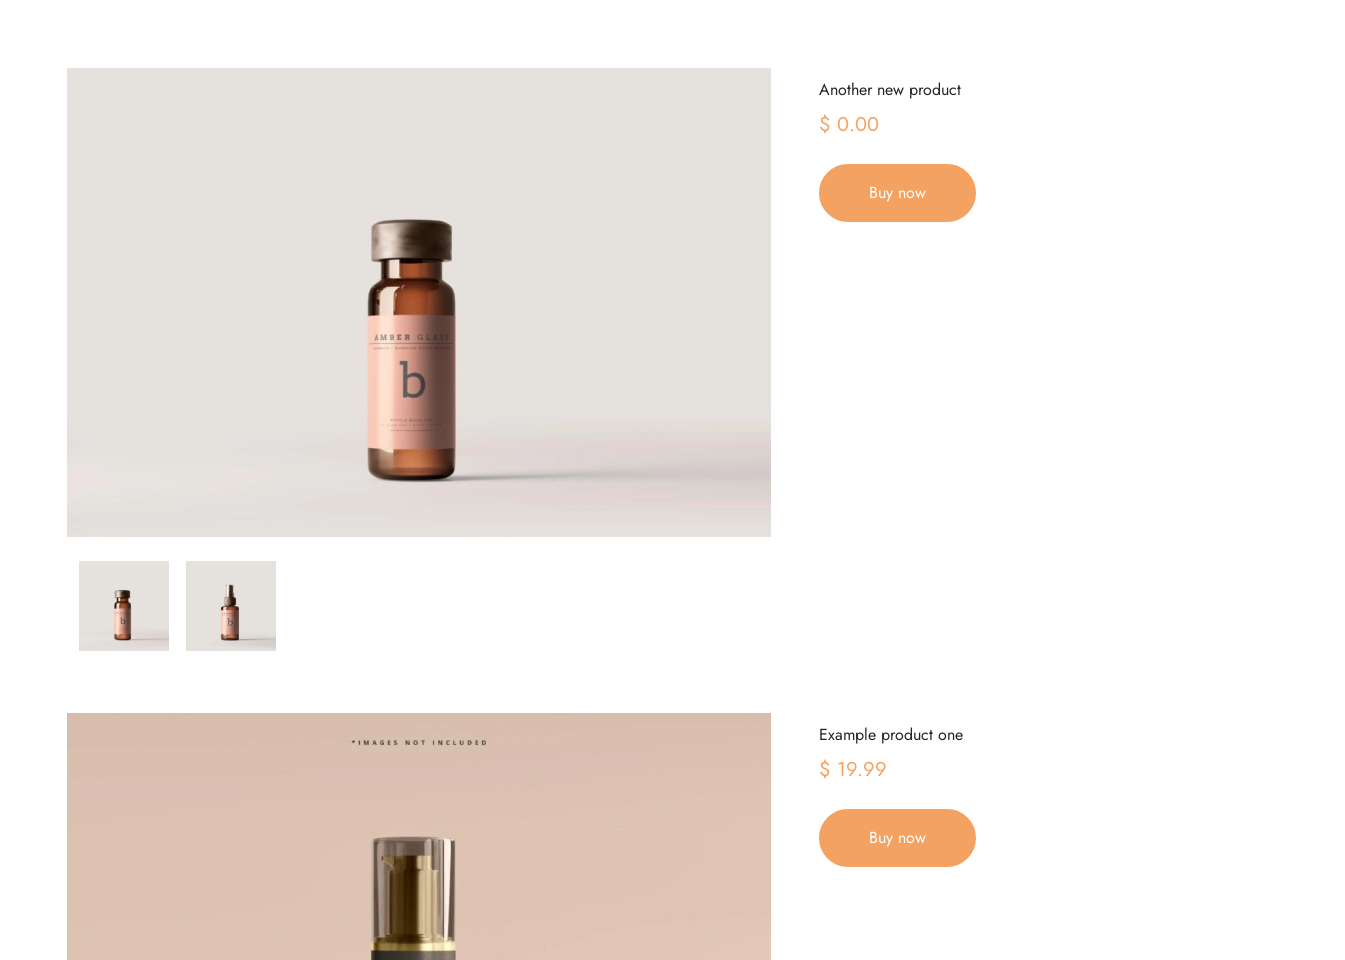 Another new product
$ 0.00
Buy now
AMBER GLASS
b
*IMAGES NOT INCLUDED
Example product one
$ 19.99
Buy now